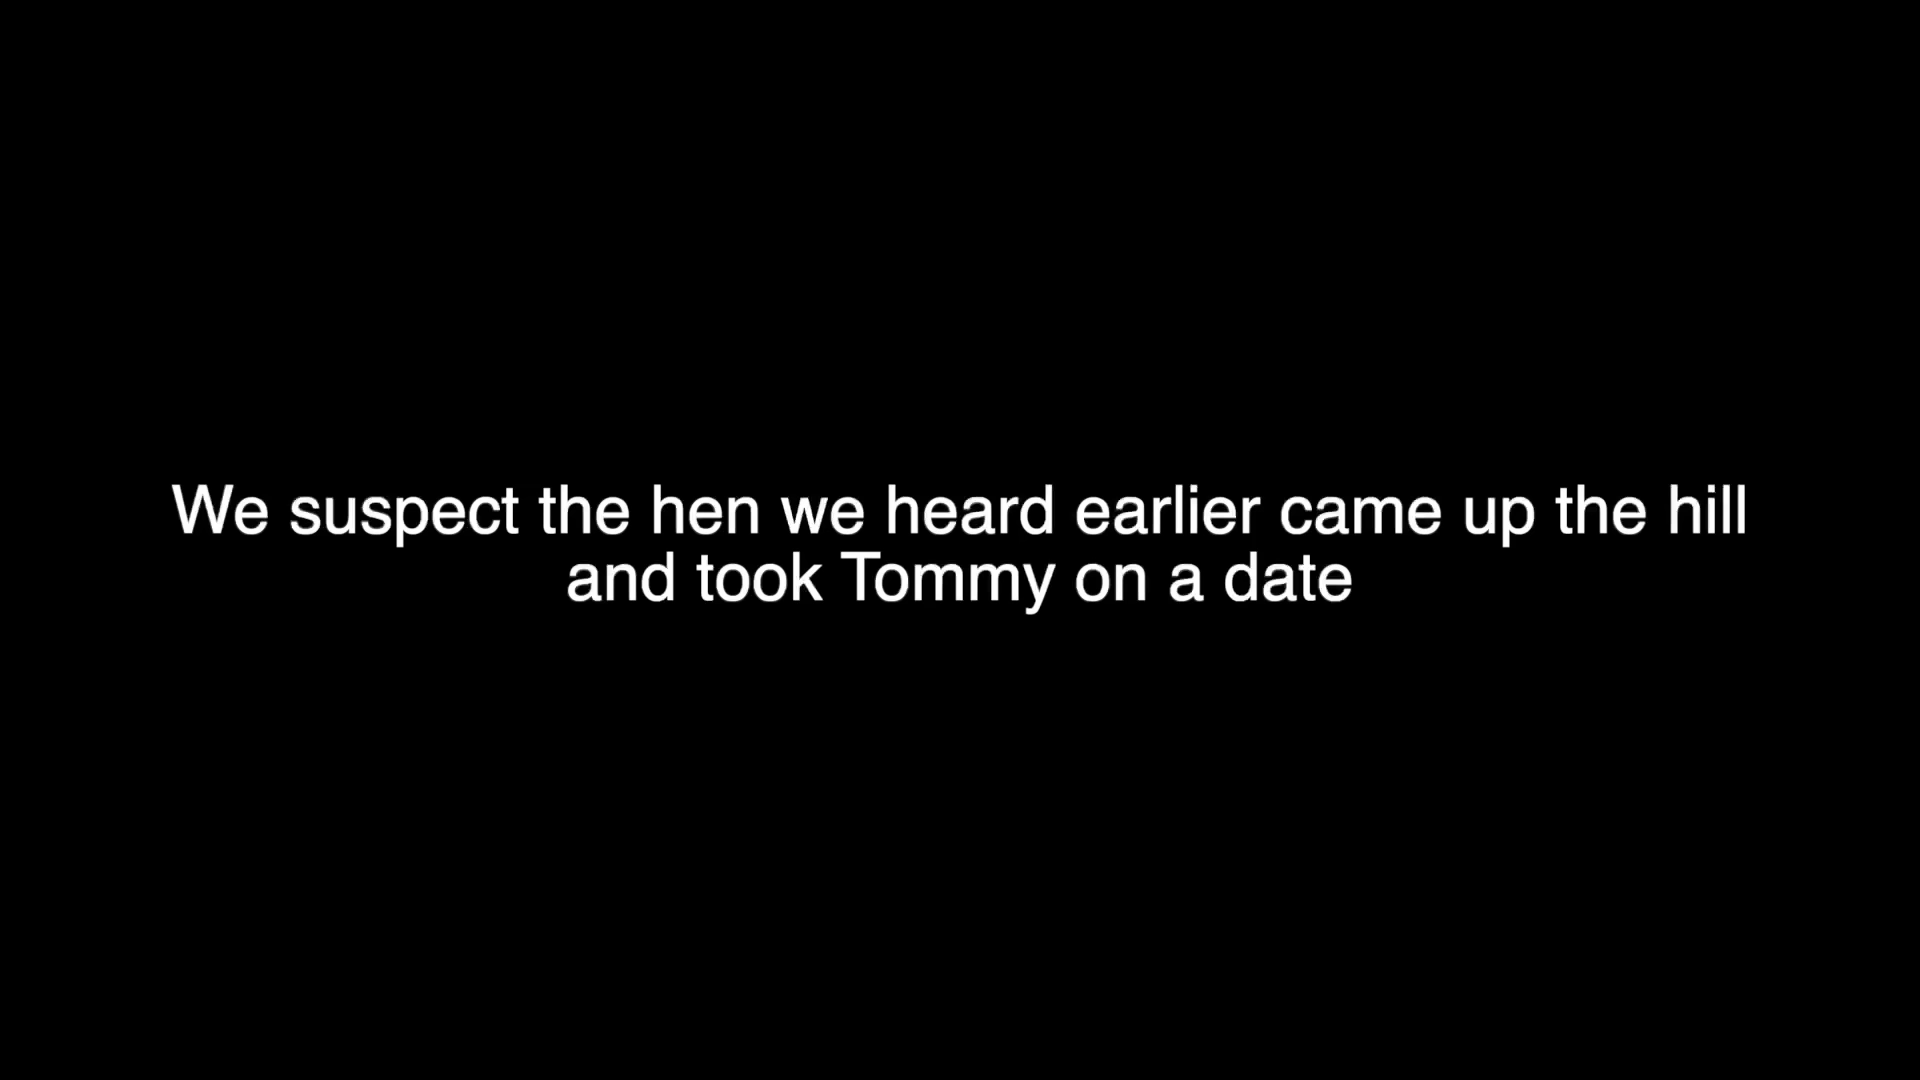 We suspect the hen we heard earlier came up the hill
and took Tommy on a date